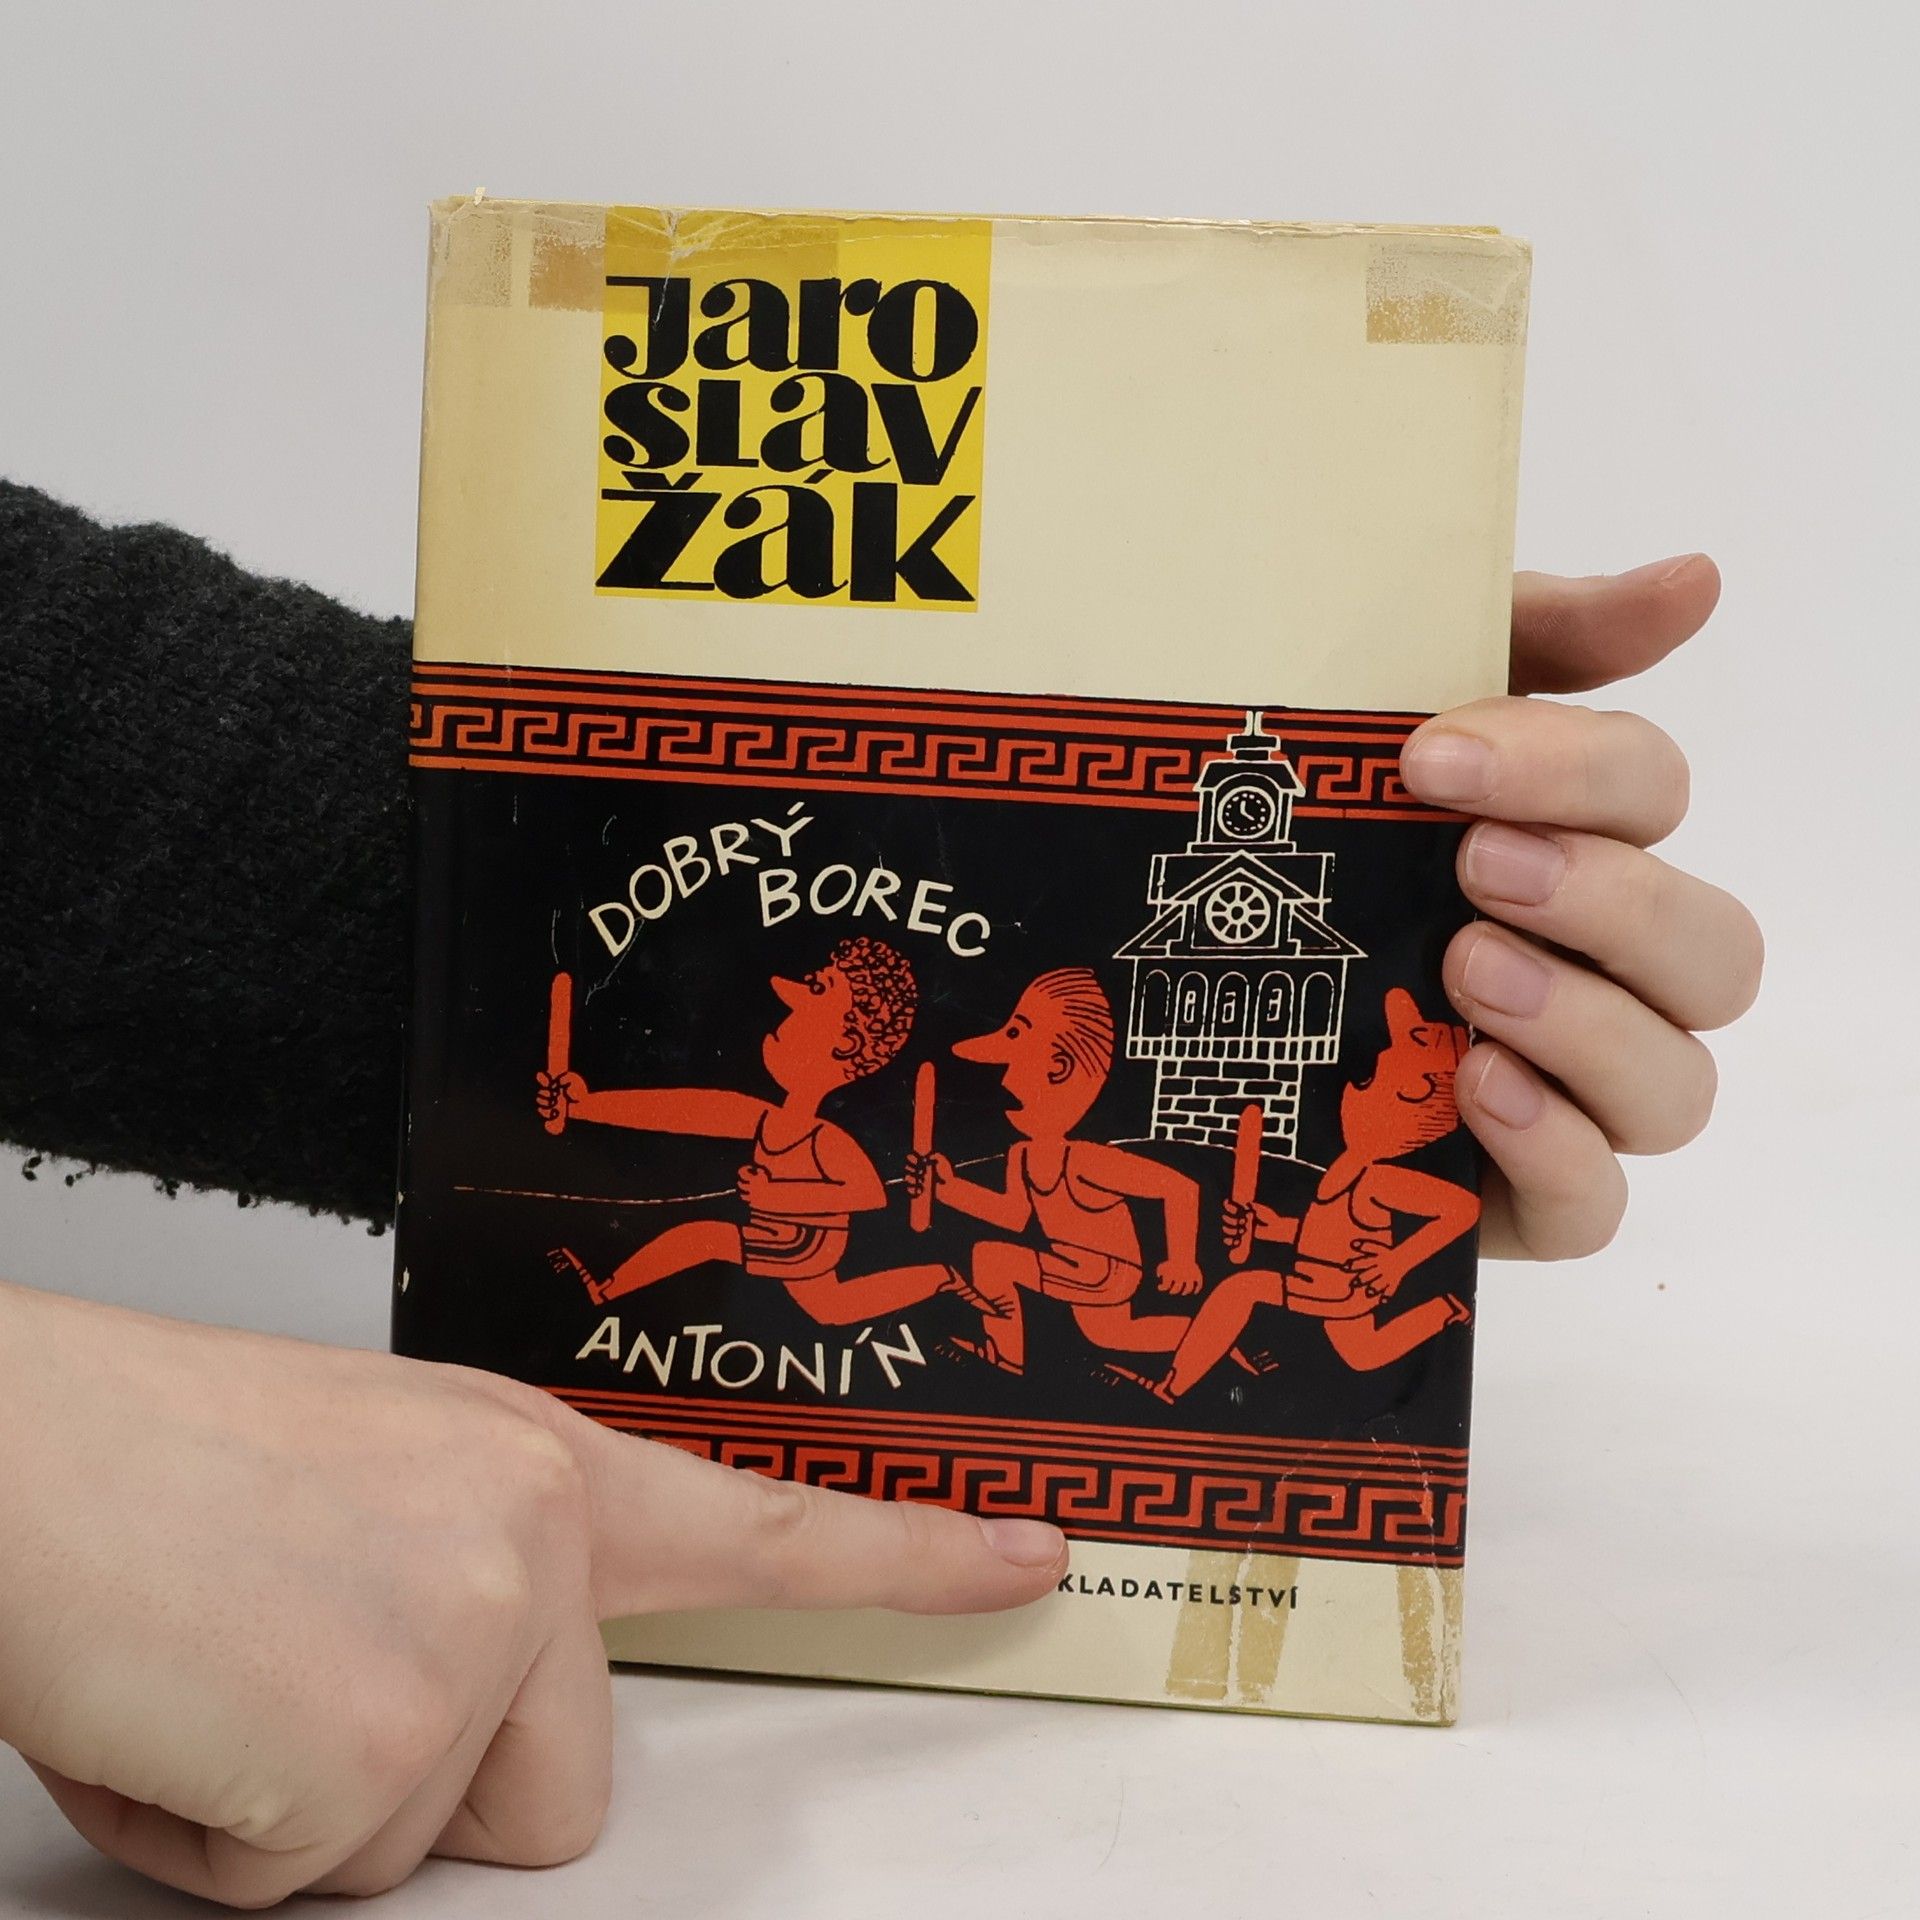 Jaro
slav
Žák
DOBRÝ
BOREC
ANTONÍN
KLADATELSTVÍ